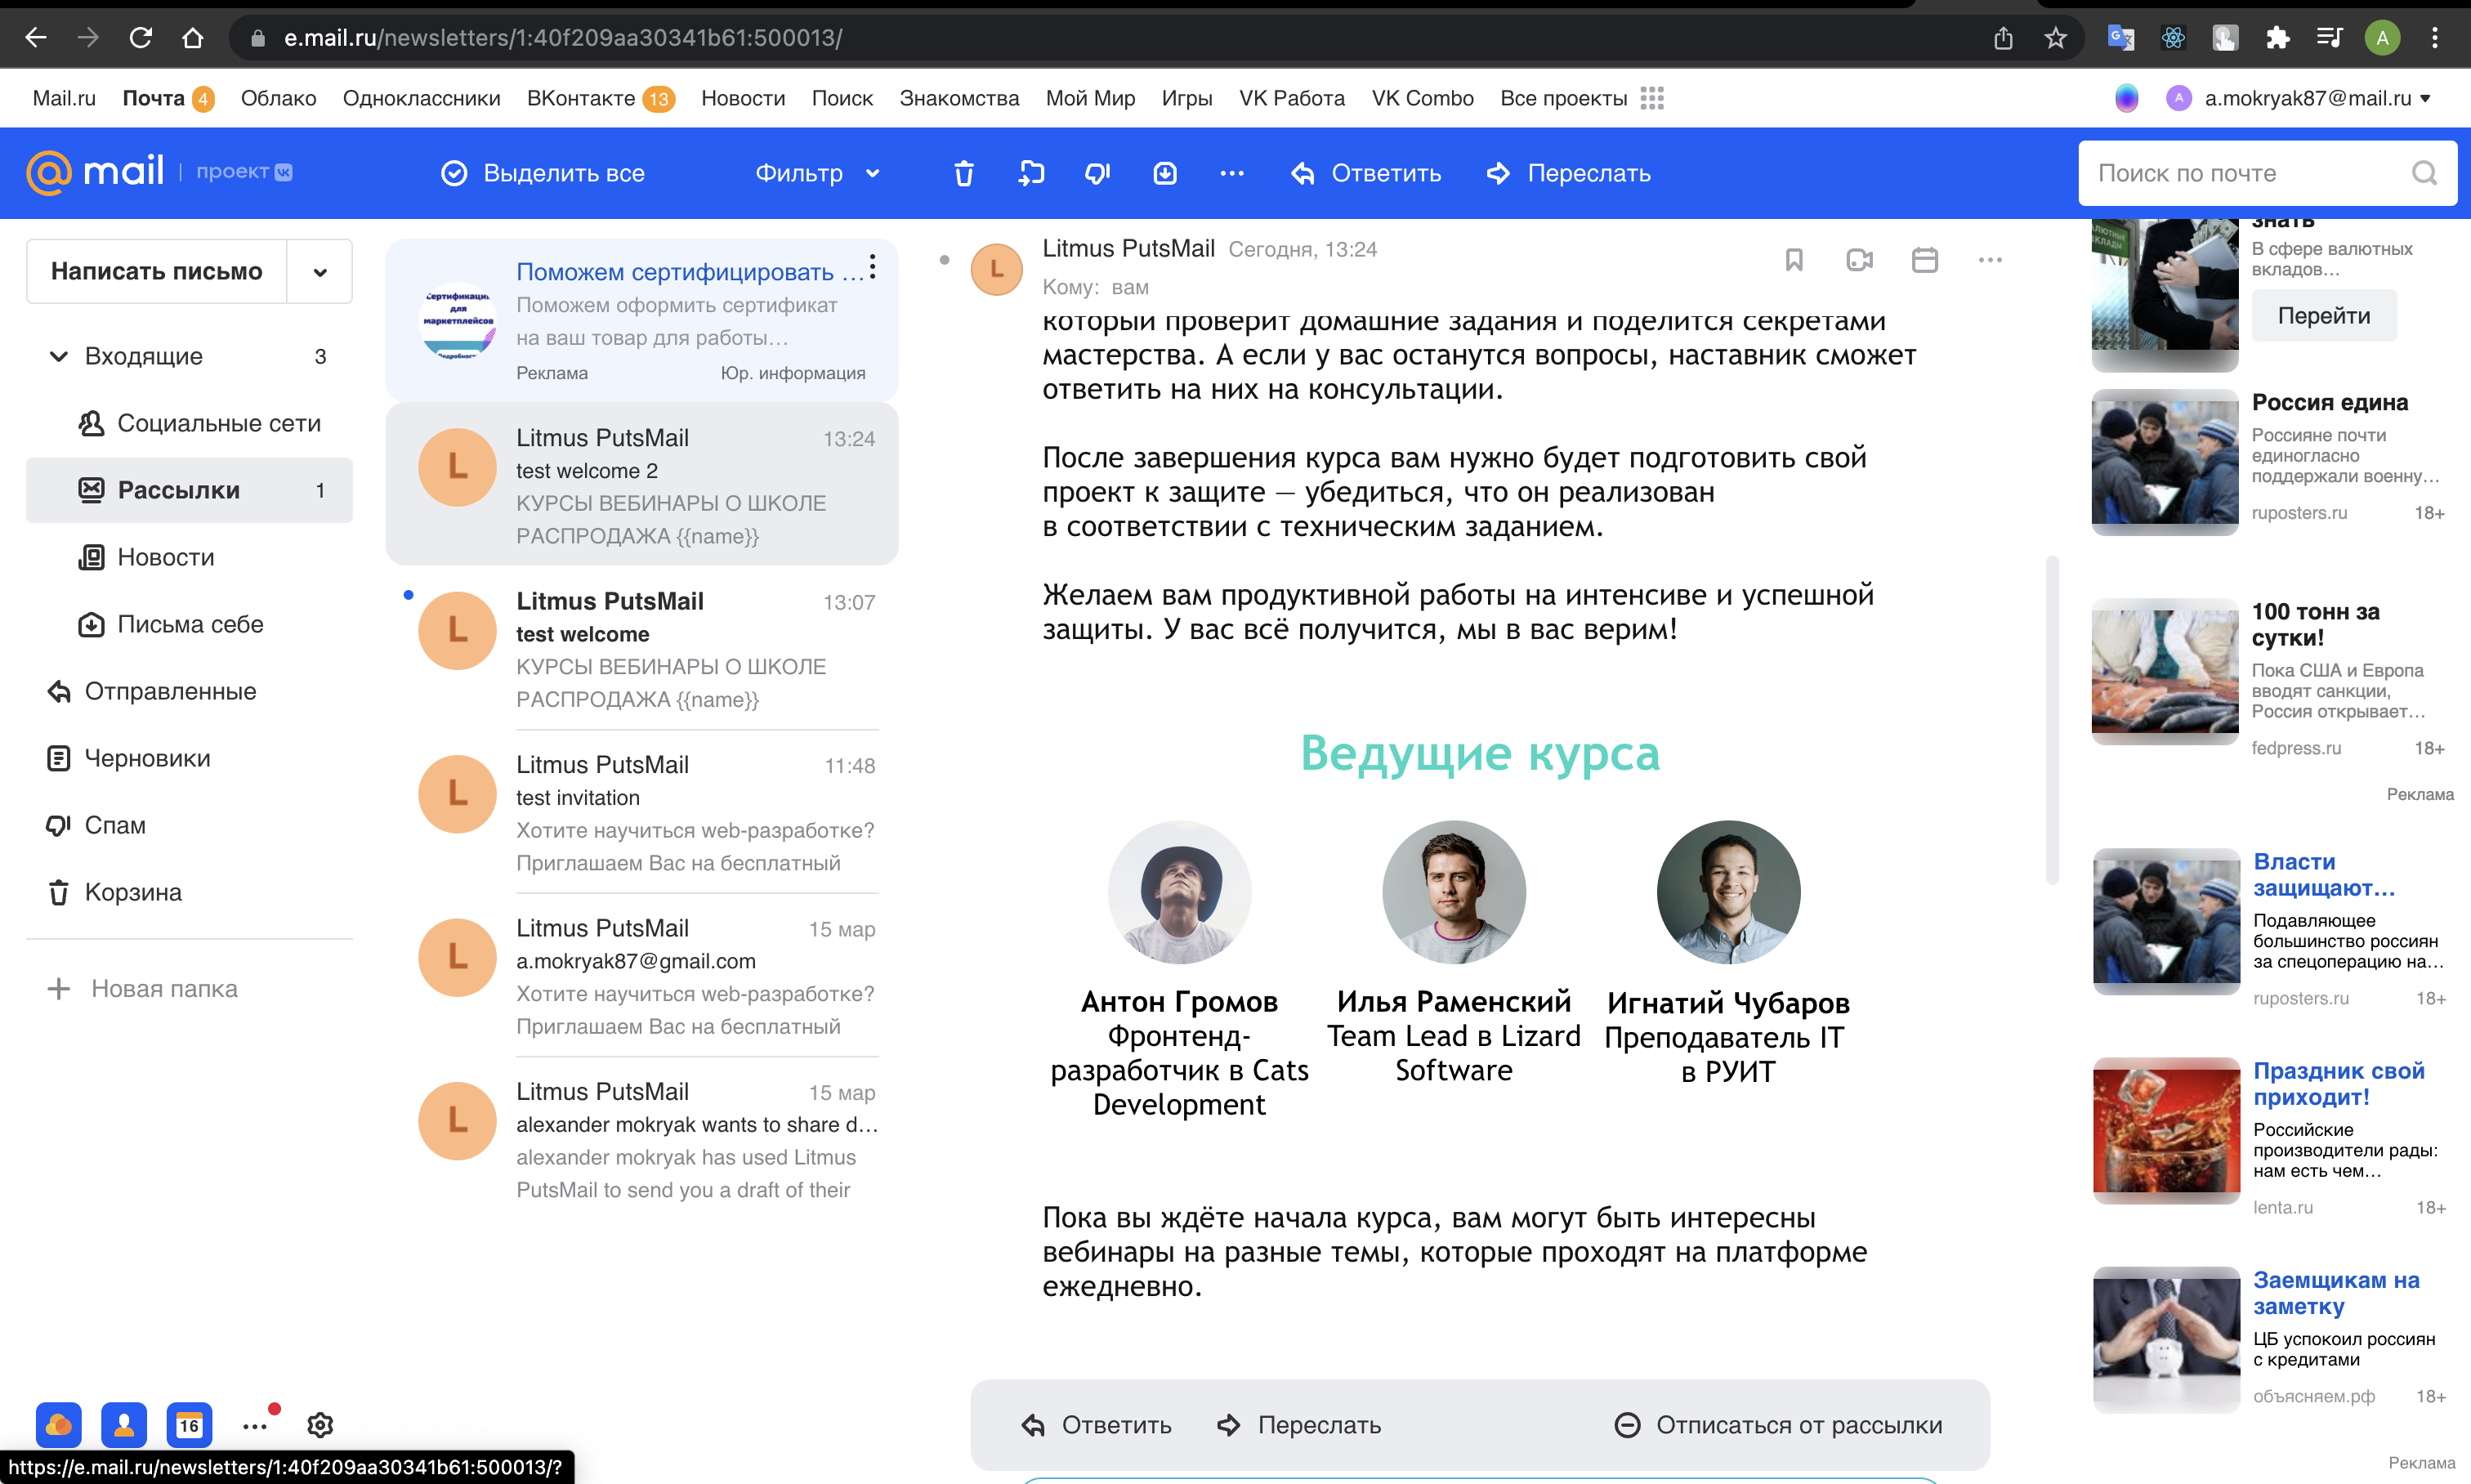 e.mail.ru/newsletters/1:40f209aa30341b61:500013/
A
Mail.ru
Почта 4
Облако
Одноклассники
ВКонтакте 13
Новости
Поиск
Знакомства
Мой Мир
Игры
VK Работа
VK Combo
Все проекты
A
a.mokryak87@mail.ru
@mail
проект
Выделить все
Фильтр
Ответить
Переслать
Поиск по почте
Написать письмо
Входящие 3
Социальные сети
Рассылки 1
Новости
Письма себе
Отправленные
Черновики
Спам
Корзина
Новая папка
16
https://e.mail.ru/newsletters/1:40f209aa30341b61:500013/?
Сертификация
для
маркетплейсов
Поможем сертифицировать …
Поможем оформить сертификат
на ваш товар для работы…
Реклама Юр. информация
L
Litmus PutsMail 13:24
test welcome 2
КУРСЫ ВЕБИНАРЫ О ШКОЛЕ
РАСПРОДАЖА {{name}}
L
Litmus PutsMail 13:07
test welcome
КУРСЫ ВЕБИНАРЫ О ШКОЛЕ
РАСПРОДАЖА {{name}}
L
Litmus PutsMail 11:48
test invitation
Хотите научиться web-разработке?
Приглашаем Вас на бесплатный
L
Litmus PutsMail 15 мар
a.mokryak87@gmail.com
Хотите научиться web-разработке?
Приглашаем Вас на бесплатный
L
Litmus PutsMail 15 мар
alexander mokryak wants to share d…
alexander mokryak has used Litmus
PutsMail to send you a draft of their
L
Litmus PutsMail Сегодня, 13:24
Кому: вам
который проверит домашние задания и поделится секретами
мастерства. А если у вас останутся вопросы, наставник сможет
ответить на них на консультации.
После завершения курса вам нужно будет подготовить свой
проект к защите — убедиться, что он реализован
в соответствии с техническим заданием.
Желаем вам продуктивной работы на интенсиве и успешной
защиты. У вас всё получится, мы в вас верим!
Ведущие курса
Антон Громов
Фронтенд-
разработчик в Cats
Development
Илья Раменский
Team Lead в Lizard
Software
Игнатий Чубаров
Преподаватель IT
в РУИТ
Пока вы ждёте начала курса, вам могут быть интересны
вебинары на разные темы, которые проходят на платформе
ежедневно.
Ответить
Переслать
Отписаться от рассылки
знать
В сфере валютных
вкладов…
Перейти
Россия едина
Россияне почти
единогласно
поддержали военну…
ruposters.ru 18+
100 тонн за
сутки!
Пока США и Европа
вводят санкции,
Россия открывает…
fedpress.ru 18+
Реклама
Власти
защищают…
Подавляющее
большинство россиян
за спецоперацию на…
ruposters.ru 18+
Праздник свой
приходит!
Российские
производители рады:
нам есть чем…
lenta.ru 18+
Заемщикам на
заметку
ЦБ успокоил россиян
с кредитами
объясняем.рф 18+
Реклама